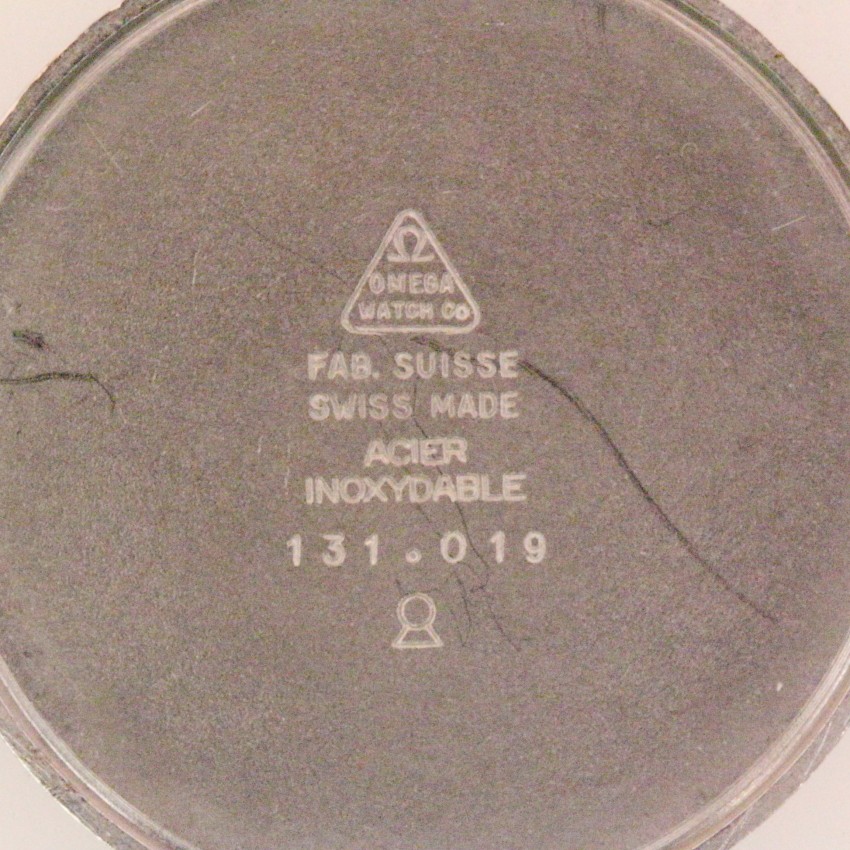 Ω
OMEGA
WATCH Co
FAB. SUISSE
SWISS MADE
ACIER
INOXYDABLE
131.019